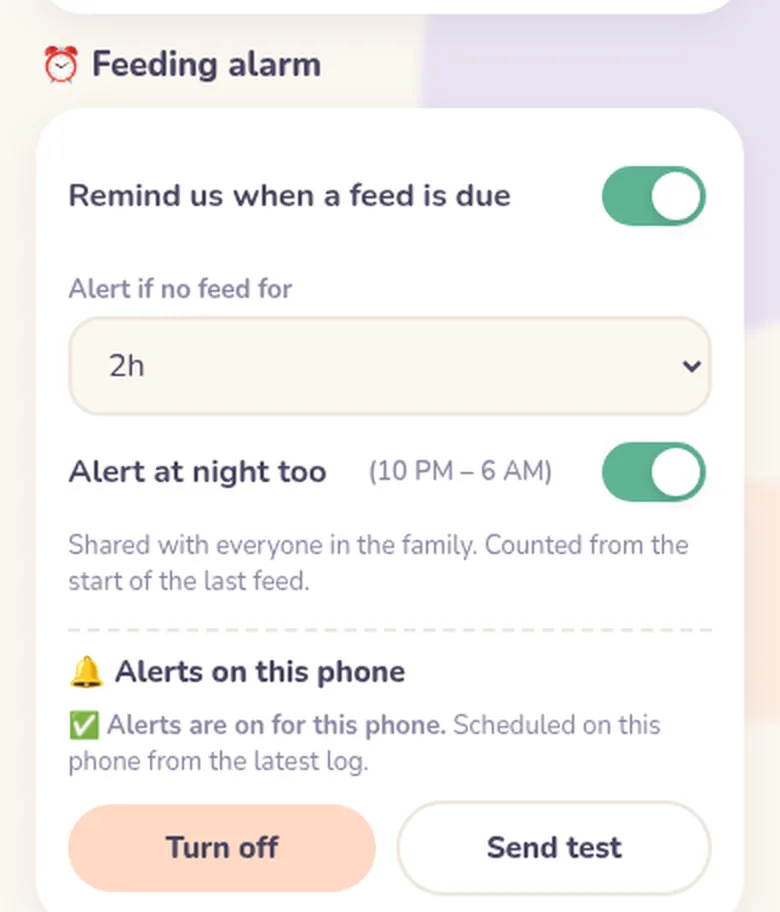 ⏰ Feeding alarm
Remind us when a feed is due
Alert if no feed for
2h
Alert at night too (10 PM – 6 AM)
Shared with everyone in the family. Counted from the
start of the last feed.
🔔 Alerts on this phone
✅ Alerts are on for this phone. Scheduled on this
phone from the latest log.
Turn off
Send test